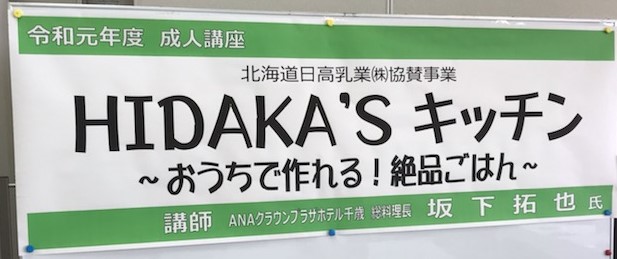 令和元年度 成人講座
北海道日高乳業㈱協賛事業
HIDAKA'S キッチン
~おうちで作れる!絶品ごはん~
講師 ANAクラウンプラザホテル千歳 総料理長 坂下拓也 氏